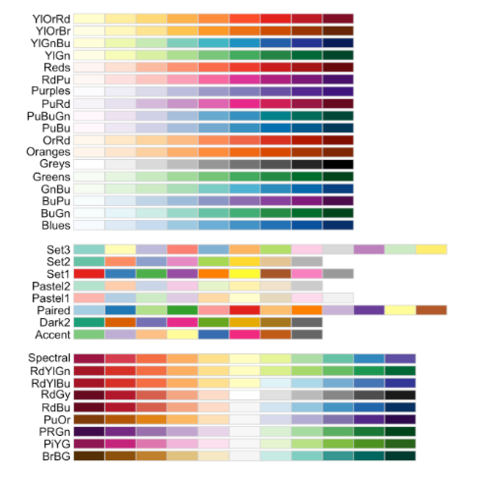 YlOrRd
YlOrBr
YlGnBu
YlGn
Reds
RdPu
Purples
PuRd
PuBuGn
PuBu
OrRd
Oranges
Greys
Greens
GnBu
BuPu
BuGn
Blues
Set3
Set2
Set1
Pastel2
Pastel1
Paired
Dark2
Accent
Spectral
RdYlGn
RdYlBu
RdGy
RdBu
PuOr
PRGn
PiYG
BrBG